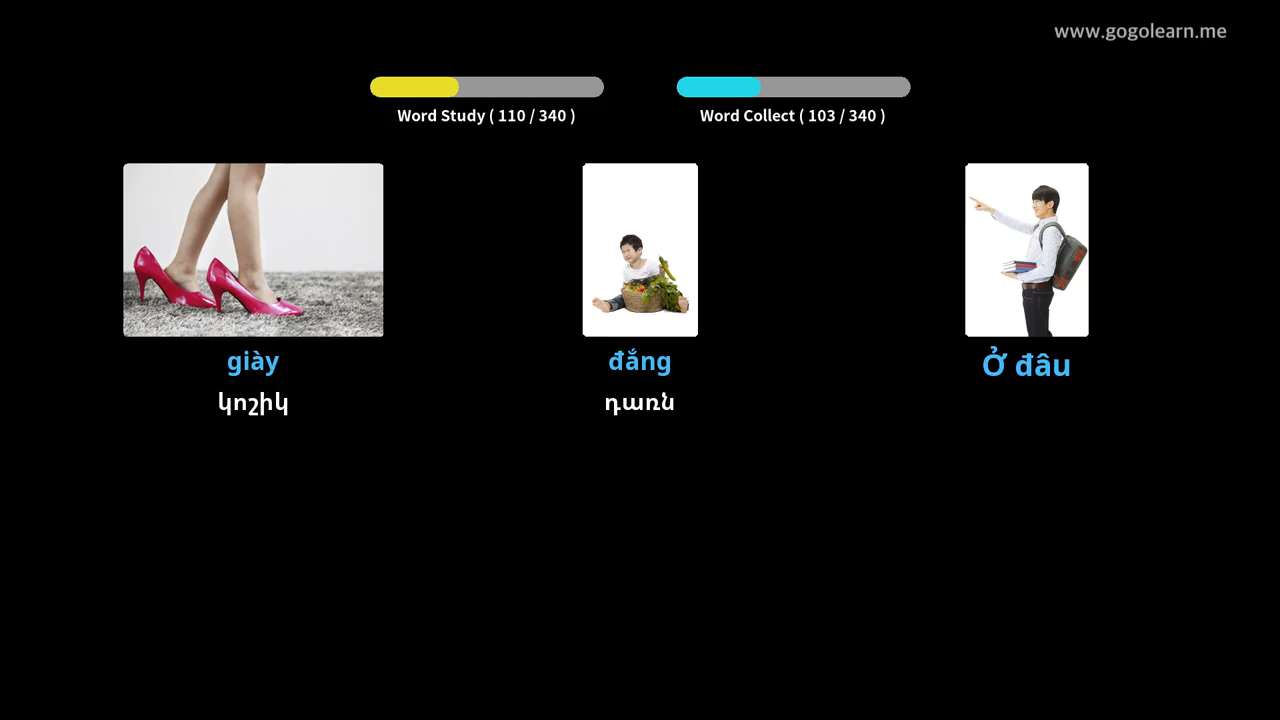 www.gogolearn.me
Word Study ( 110 / 340 )
Word Collect ( 103 / 340 )
giày
đắng
Ở đâu
կոշիկ
դառն